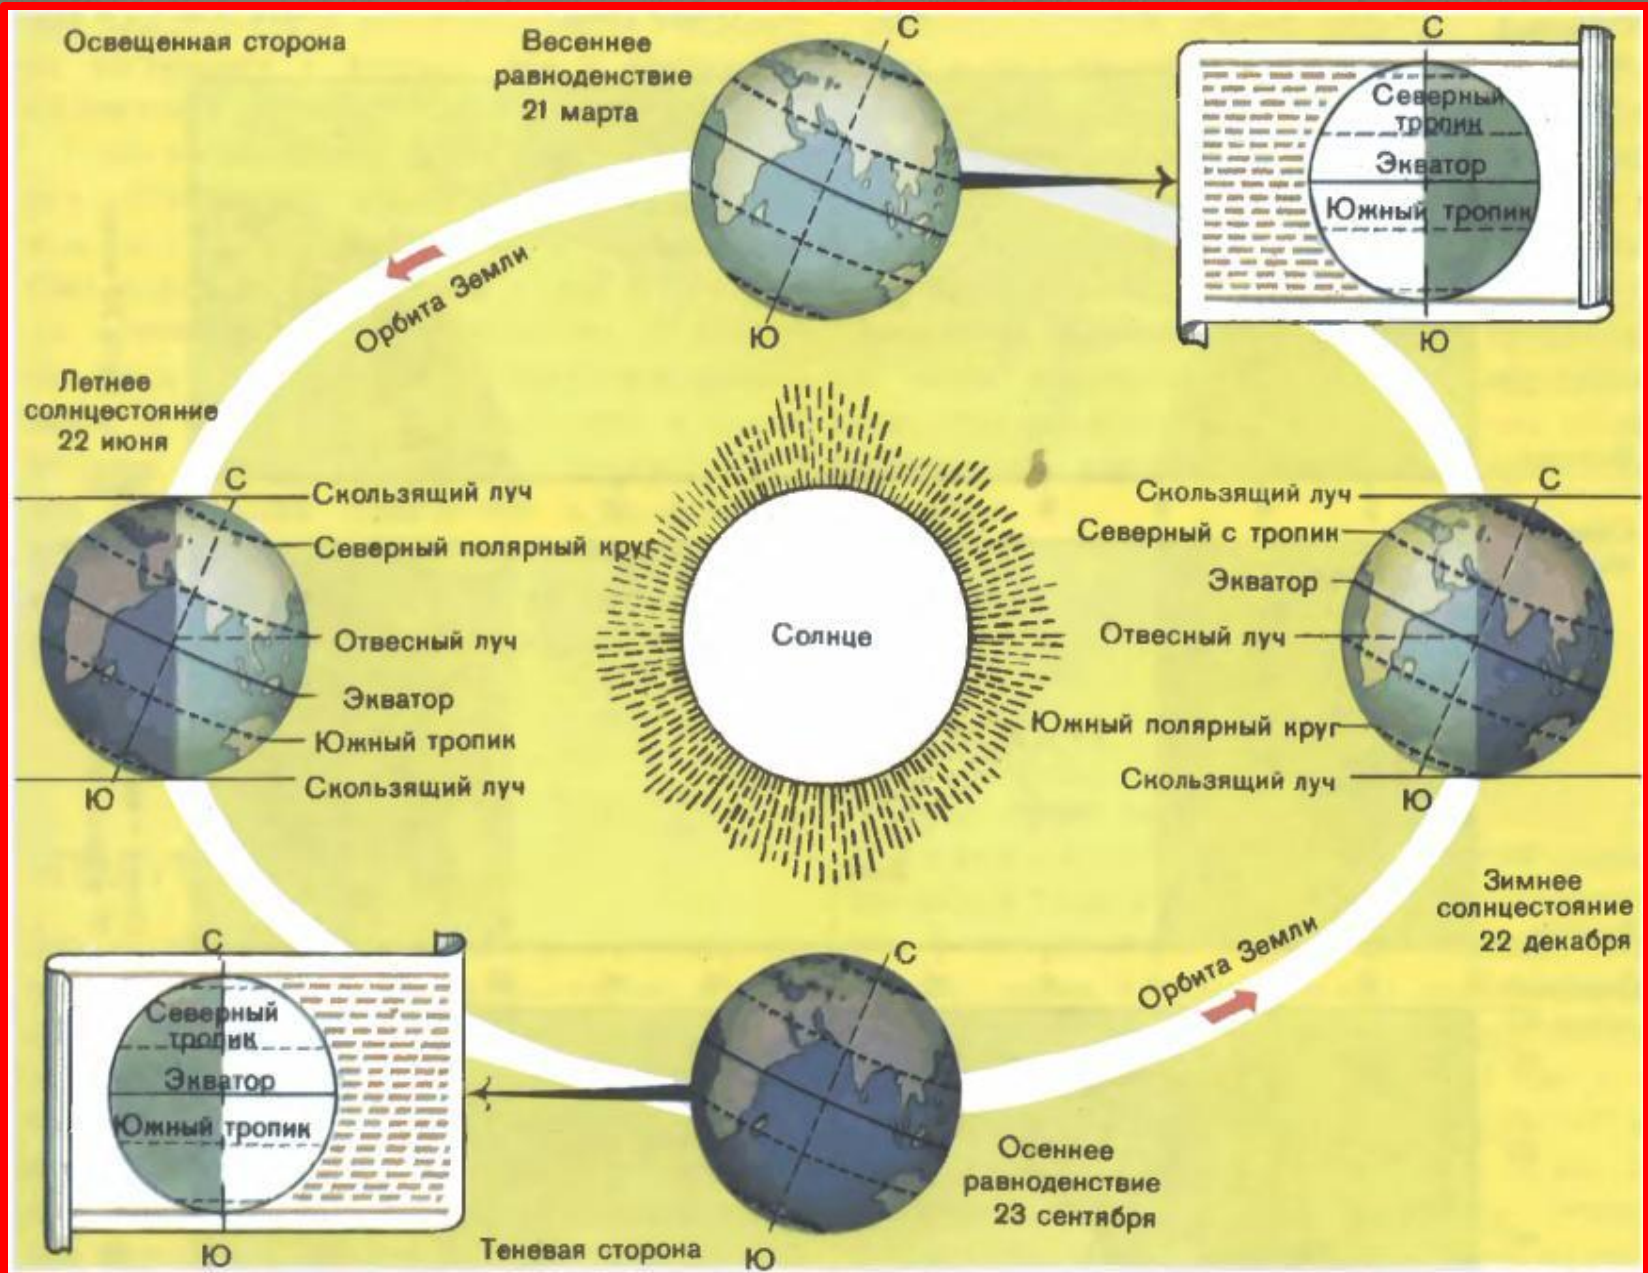 Освещенная сторона
Весеннее
равноденствие
21 марта
С
Ю
С
Северный
тропик
Экватор
Южный тропик
Ю
Орбита Земли
Летнее
солнцестояние
22 июня
С
Скользящий луч
Северный полярный круг
Отвесный луч
Экватор
Южный тропик
Скользящий луч
Ю
Солнце
С
Скользящий луч
Северный с тропик
Экватор
Отвесный луч
Южный полярный круг
Скользящий луч
Ю
Зимнее
солнцестояние
22 декабря
Орбита Земли
С
Северный
тропик
Экватор
Южный тропик
Ю
С
Ю
Осеннее
равноденствие
23 сентября
Теневая сторона